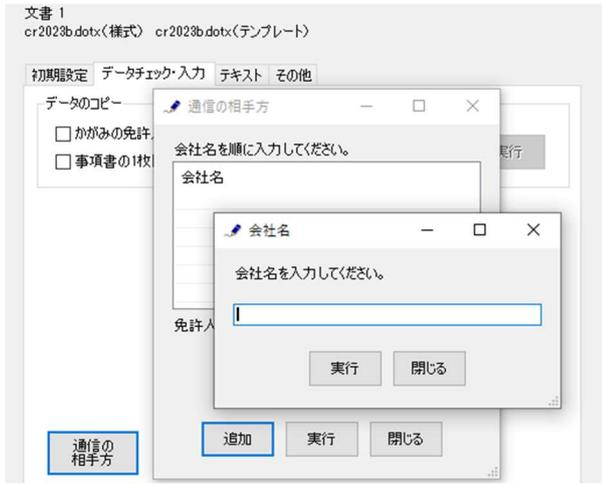 文書 1
cr2023b.dotx(様式) cr2023b.dotx(テンプレート)
初期設定 データチェック・入力 テキスト その他
データのコピー
かがみの免許
事項書の1枚
実行
通信の相手方
会社名を順に入力してください。
会社名
会社名
会社名を入力してください。
実行 閉じる
免許人
追加 実行 閉じる
通信の
相手方